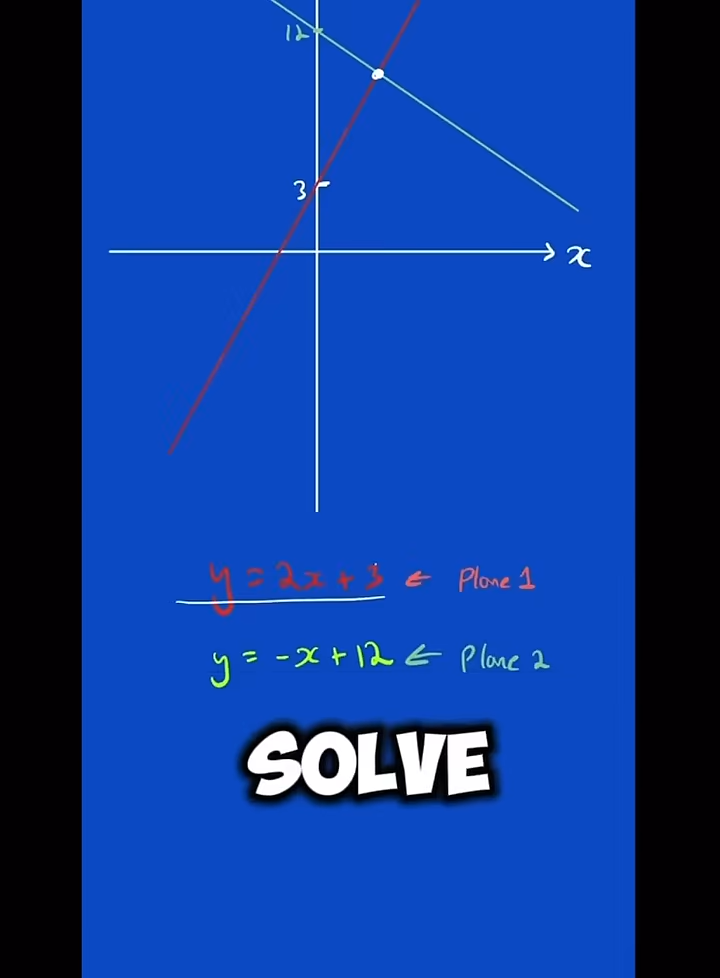 12
3
x
y = 2x + 3 ← Plane 1
y = -x + 12 ← Plane 2
SOLVE